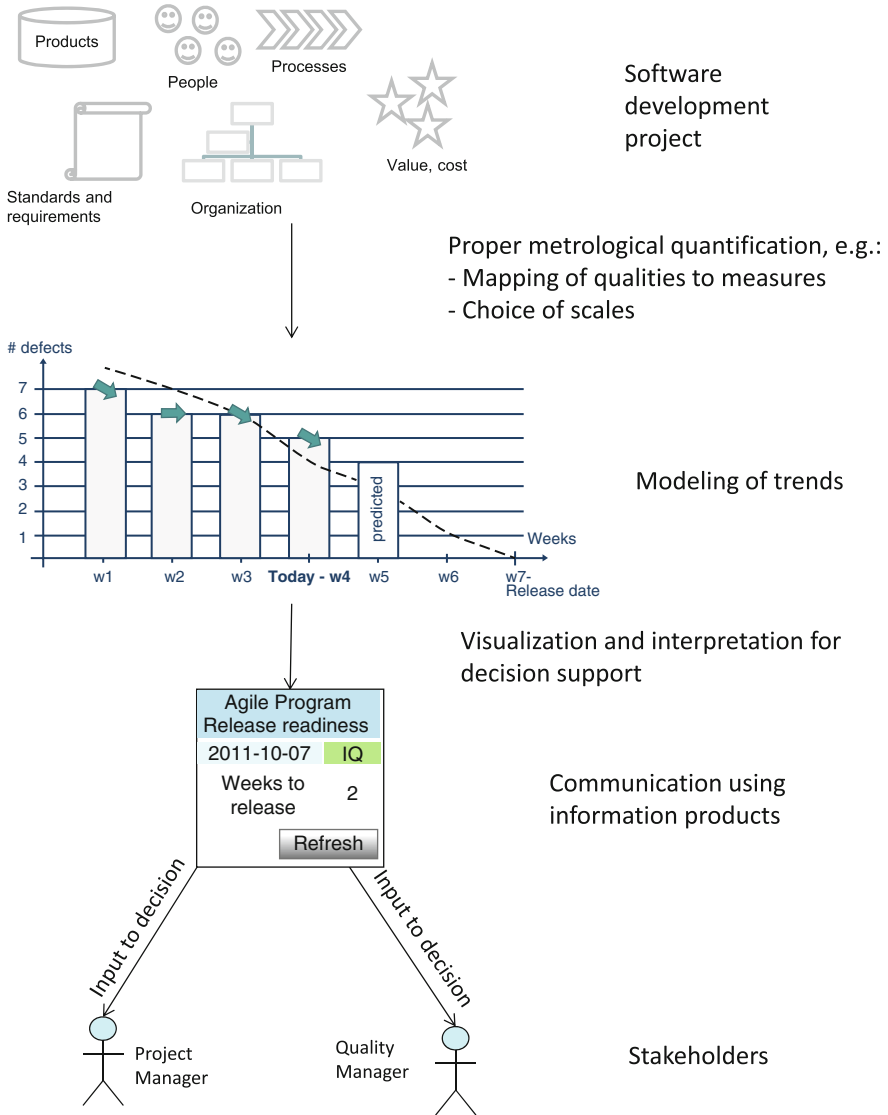 Products
People
Processes
Value, cost
Standards and
requirements
Organization
Software
development
project
Proper metrological quantification, e.g.:
- Mapping of qualities to measures
- Choice of scales
# defects
7
6
5
4
3
2
1
predicted
Weeks
w1
w2
w3
Today - w4
w5
w6
w7-
Release date
Modeling of trends
Visualization and interpretation for
decision support
Agile Program
Release readiness
2011-10-07 IQ
Weeks to
release
2
Refresh
Communication using
information products
Input to decision
Input to decision
Project
Manager
Quality
Manager
Stakeholders